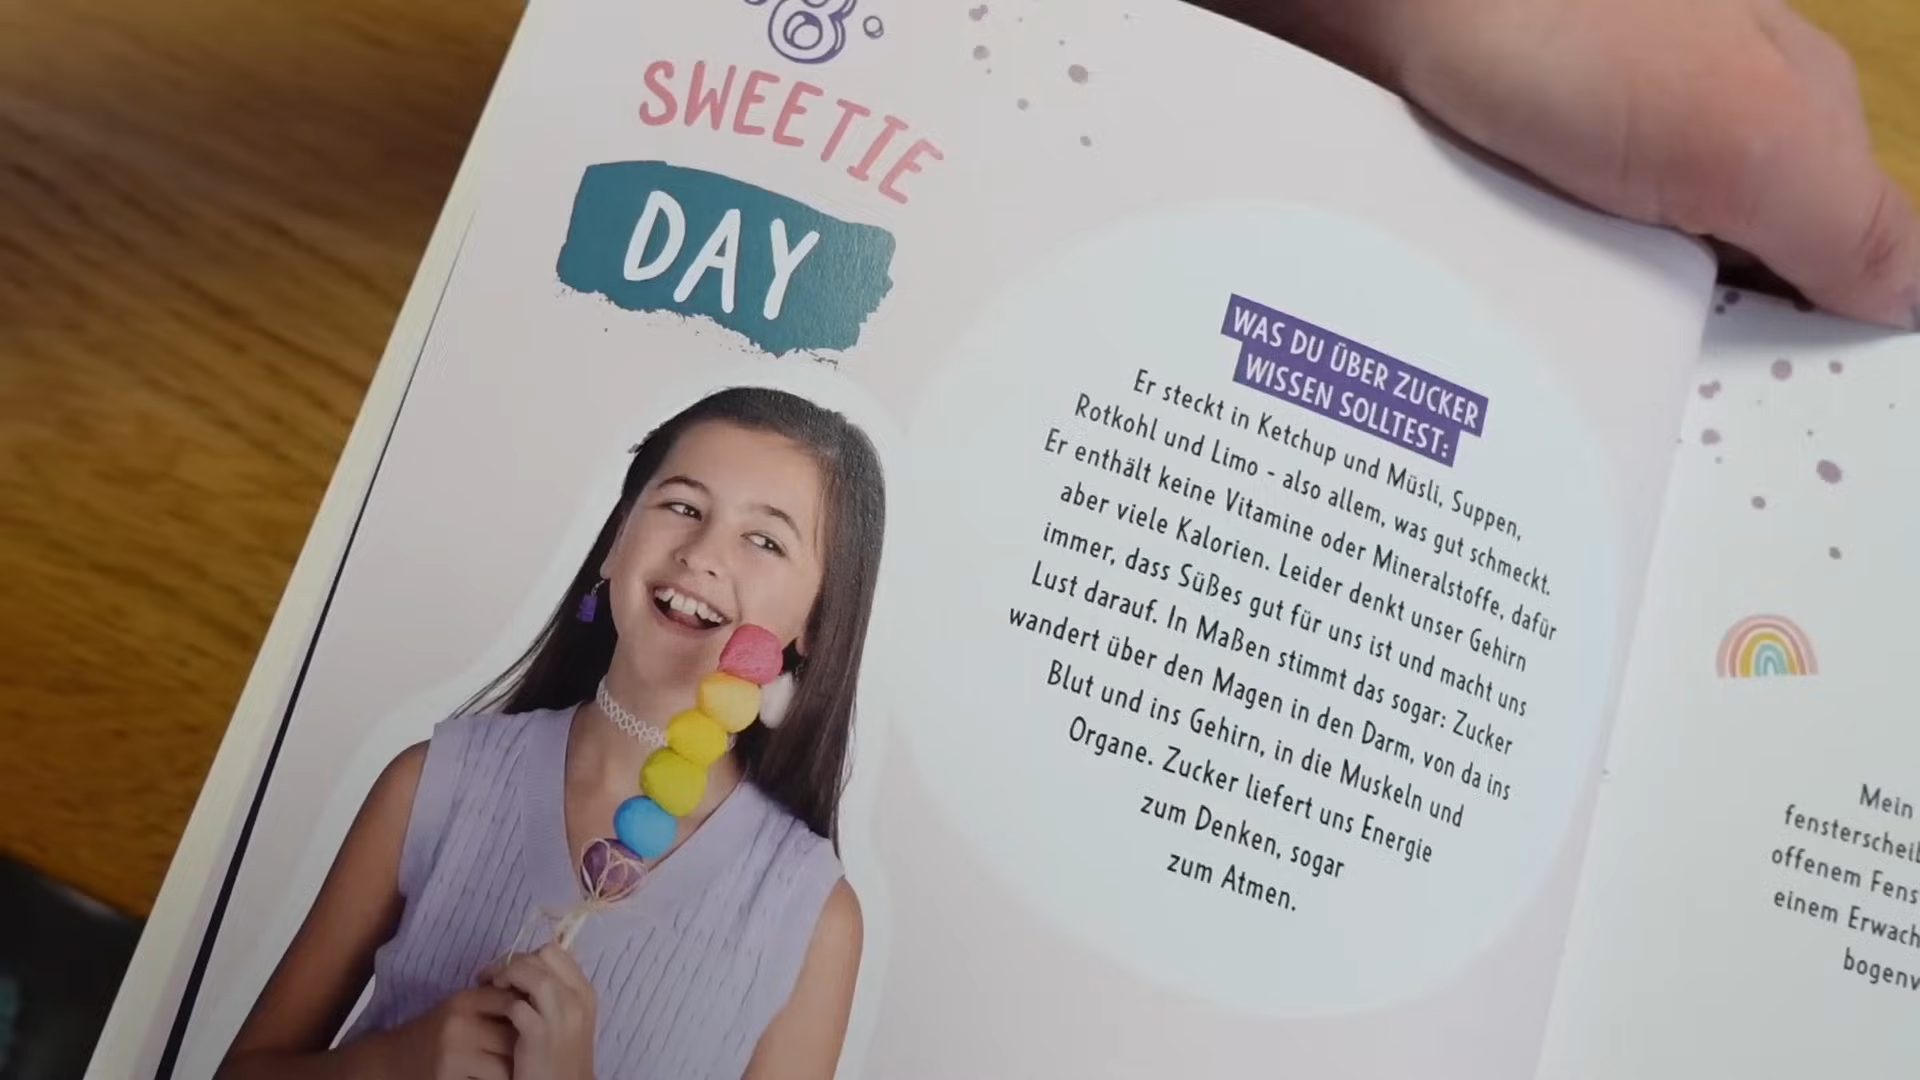 8
SWEETIE
DAY
WAS DU ÜBER ZUCKER
WISSEN SOLLTEST:
Er steckt in Ketchup und Müsli, Suppen,
Rotkohl und Limo - also allem, was gut schmeckt.
Er enthält keine Vitamine oder Mineralstoffe, dafür
aber viele Kalorien. Leider denkt unser Gehirn
immer, dass Süßes gut für uns ist und macht uns
Lust darauf. In Maßen stimmt das sogar: Zucker
wandert über den Magen in den Darm, von da ins
Blut und ins Gehirn, in die Muskeln und
Organe. Zucker liefert uns Energie
zum Denken, sogar
zum Atmen.
Mein
offenem
einem